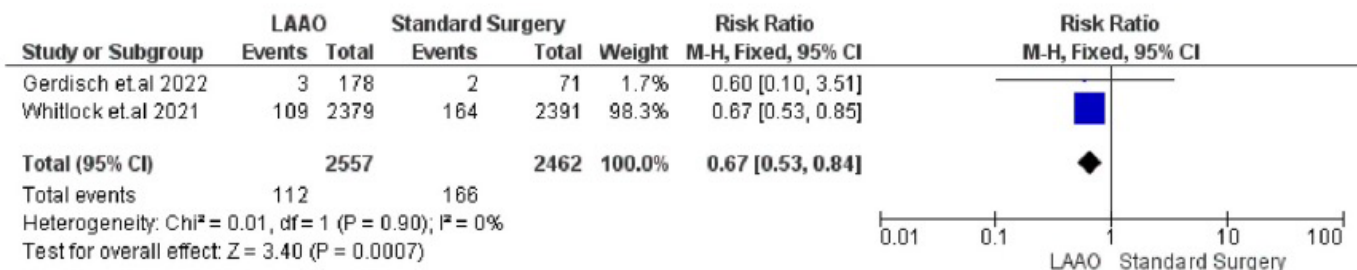 LAAO Standard Surgery Risk Ratio Risk Ratio
Study or Subgroup Events Total Events Total Weight M-H, Fixed, 95% CI M-H, Fixed, 95% CI
Gerdisch et.al 2022 3 178 2 71 1.7% 0.60 [0.10, 3.51]
Whitlock et.al 2021 109 2379 164 2391 98.3% 0.67 [0.53, 0.85]
Total (95% CI) 2557 2462 100.0% 0.67 [0.53, 0.84]
Total events 112 166
Heterogeneity: Chi² = 0.01, df = 1 (P = 0.90); I² = 0%
Test for overall effect: Z = 3.40 (P = 0.0007)
0.01 0.1 1 10 100
LAAO Standard Surgery